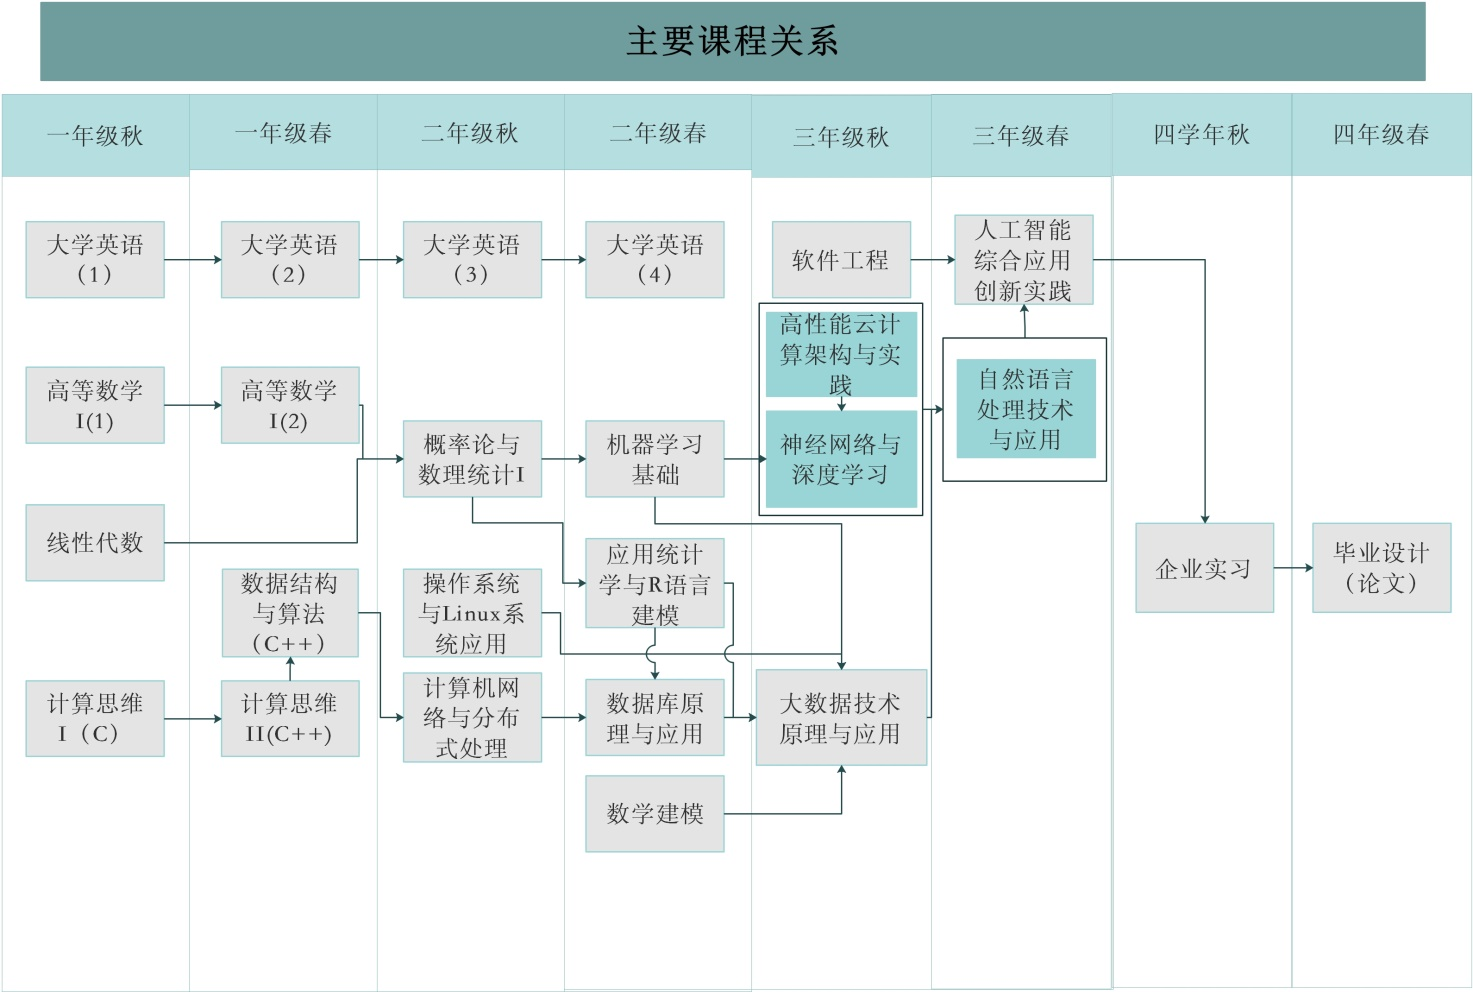 主要课程关系
一年级秋
一年级春
二年级秋
二年级春
三年级秋
三年级春
四学年秋
四年级春
大学英语
（1）
大学英语
（2）
大学英语
（3）
大学英语
（4）
软件工程
人工智能
综合应用
创新实践
高等数学
I(1)
高等数学
I(2)
概率论与
数理统计I
机器学习
基础
高性能云计
算架构与实
践
神经网络与
深度学习
自然语言
处理技术
与应用
线性代数
数据结构
与算法
（C++）
操作系统
与Linux系
统应用
应用统计
学与R语言
建模
企业实习
毕业设计
（论文）
计算思维
I（C）
计算思维
II(C++)
计算机网
络与分布
式处理
数据库原
理与应用
大数据技术
原理与应用
数学建模